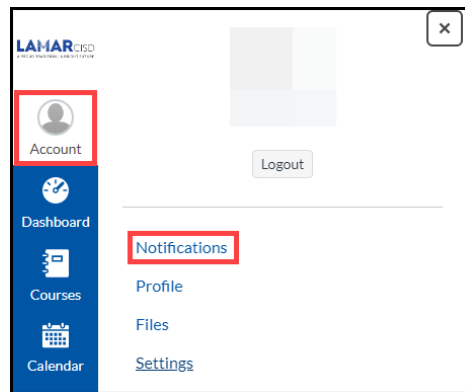 LAMAR CISD
Account
Dashboard
Courses
Calendar
×
Logout
Notifications
Profile
Files
Settings